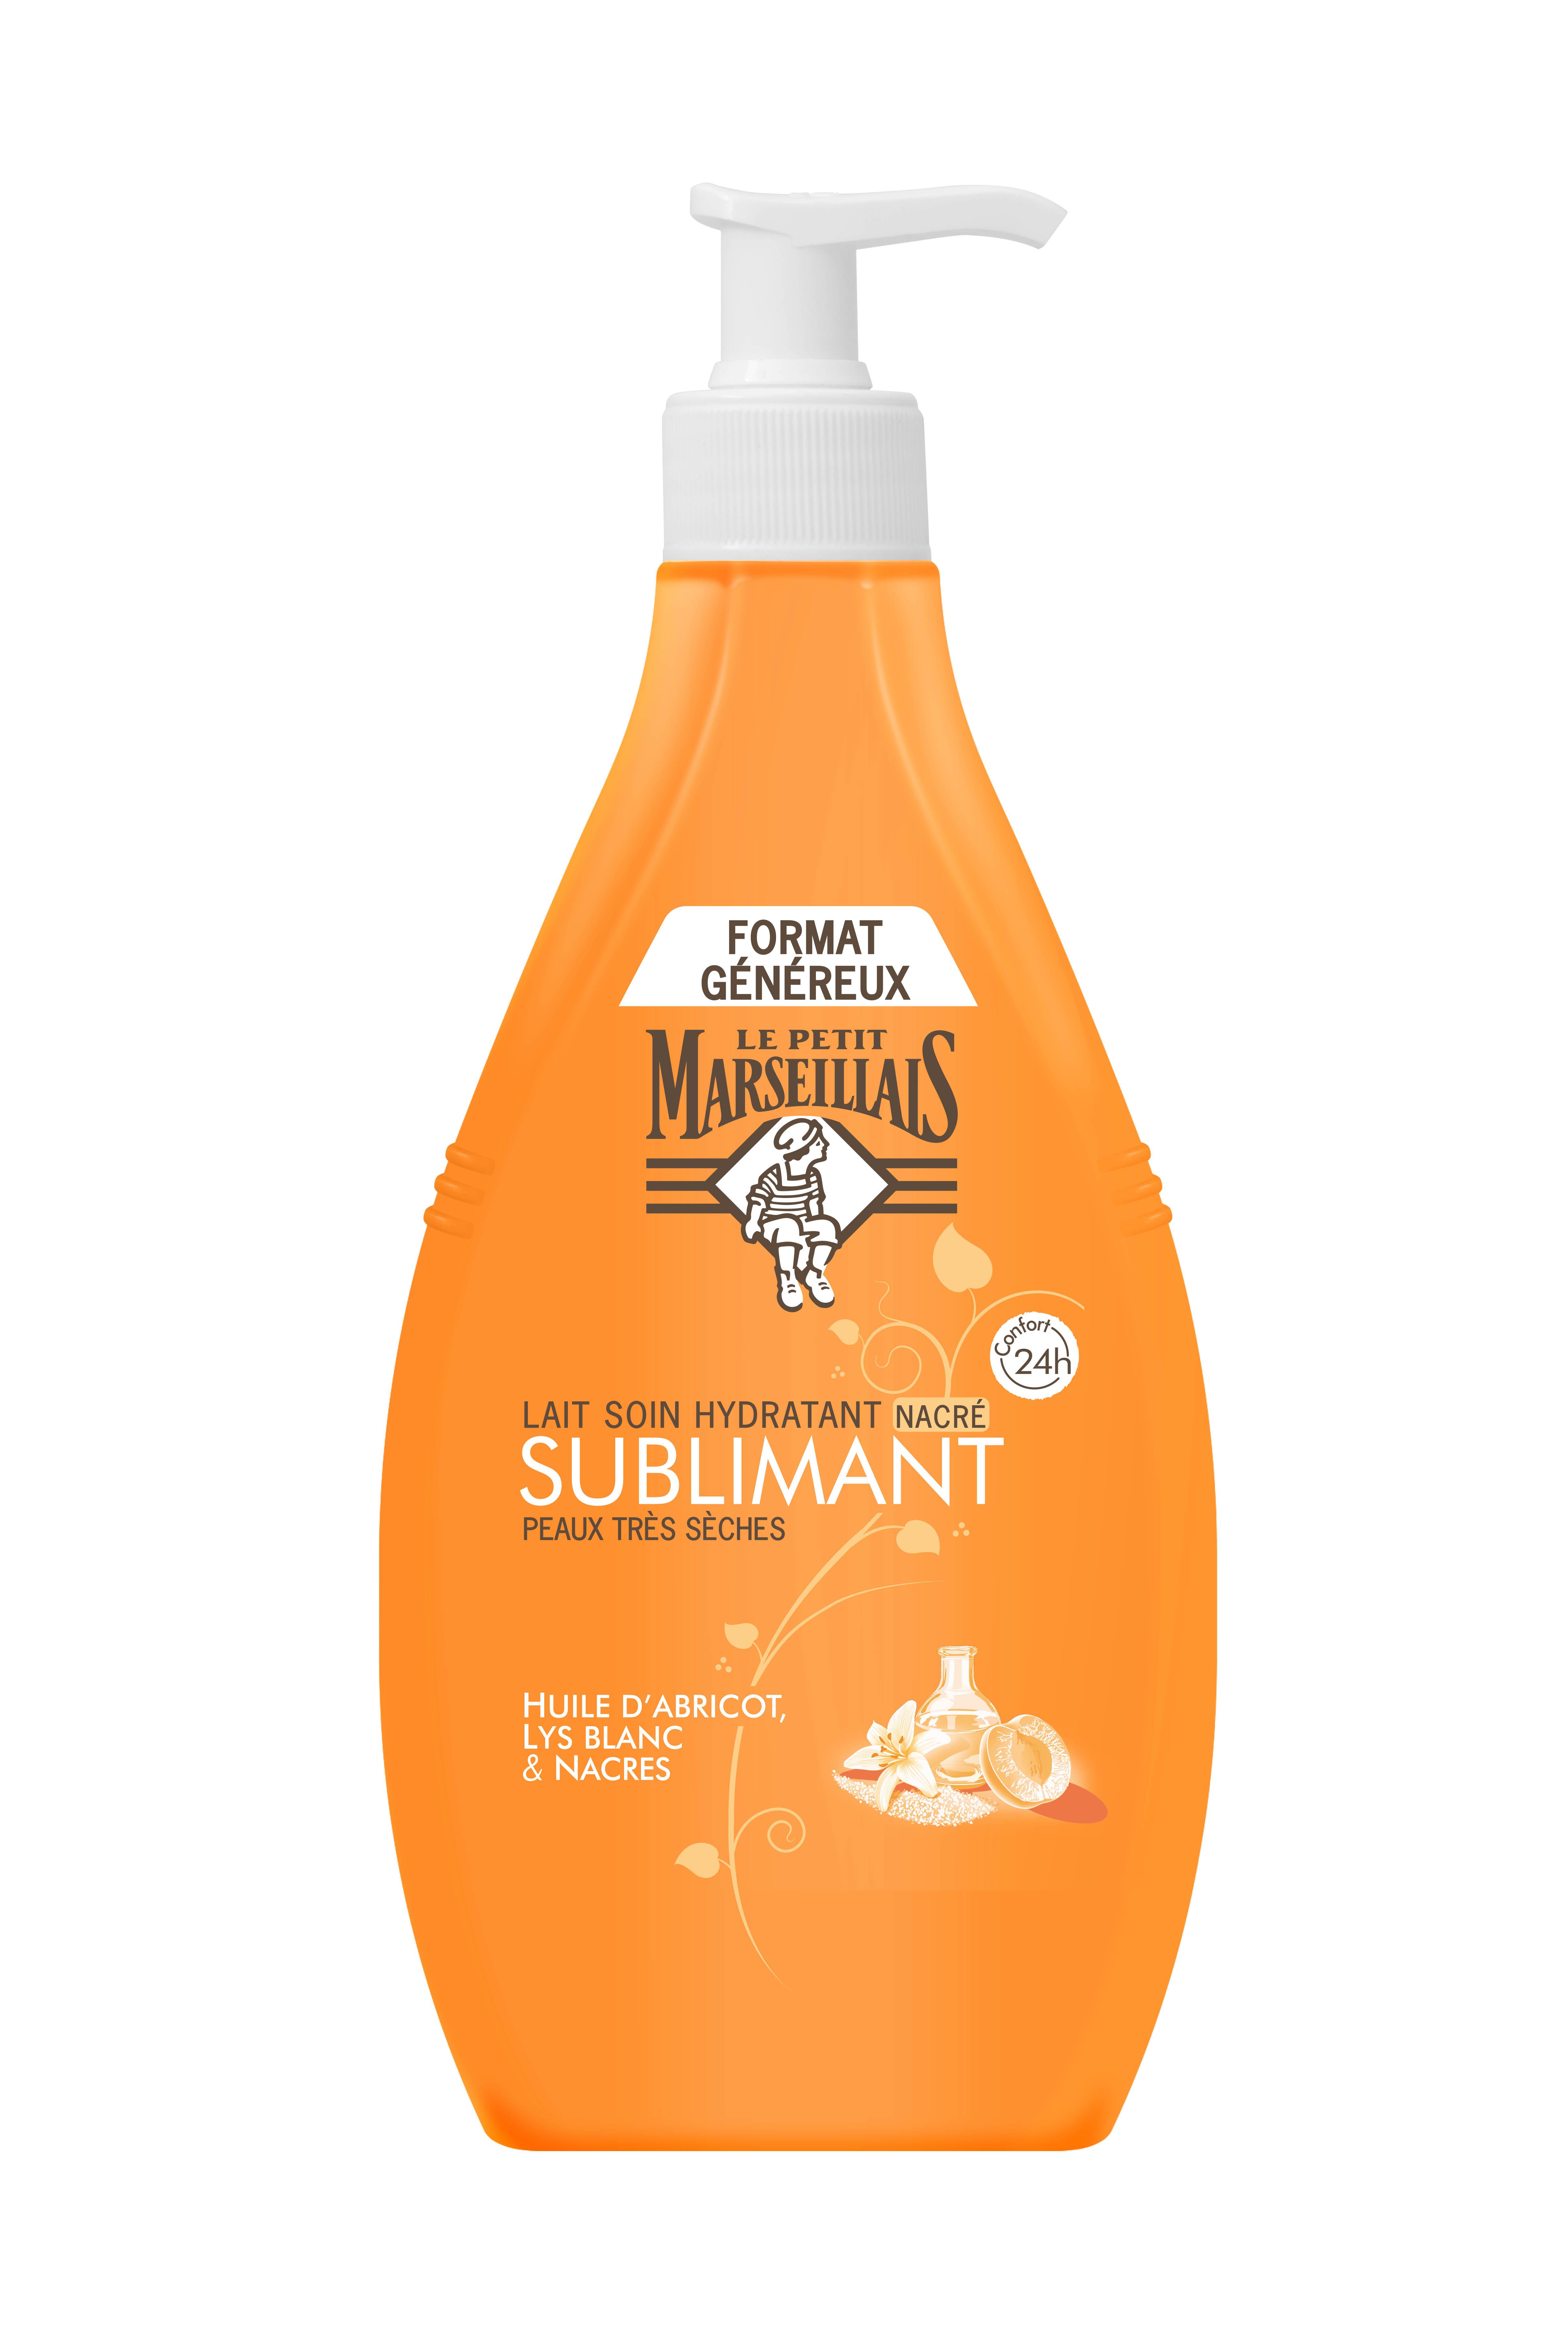 FORMAT
GÉNÉREUX
LE PETIT
MARSEILLAIS
Confort
24h
LAIT SOIN HYDRATANT NACRÉ
SUBLIMANT
PEAUX TRÈS SÈCHES
HUILE D'ABRICOT,
LYS BLANC
& NACRES